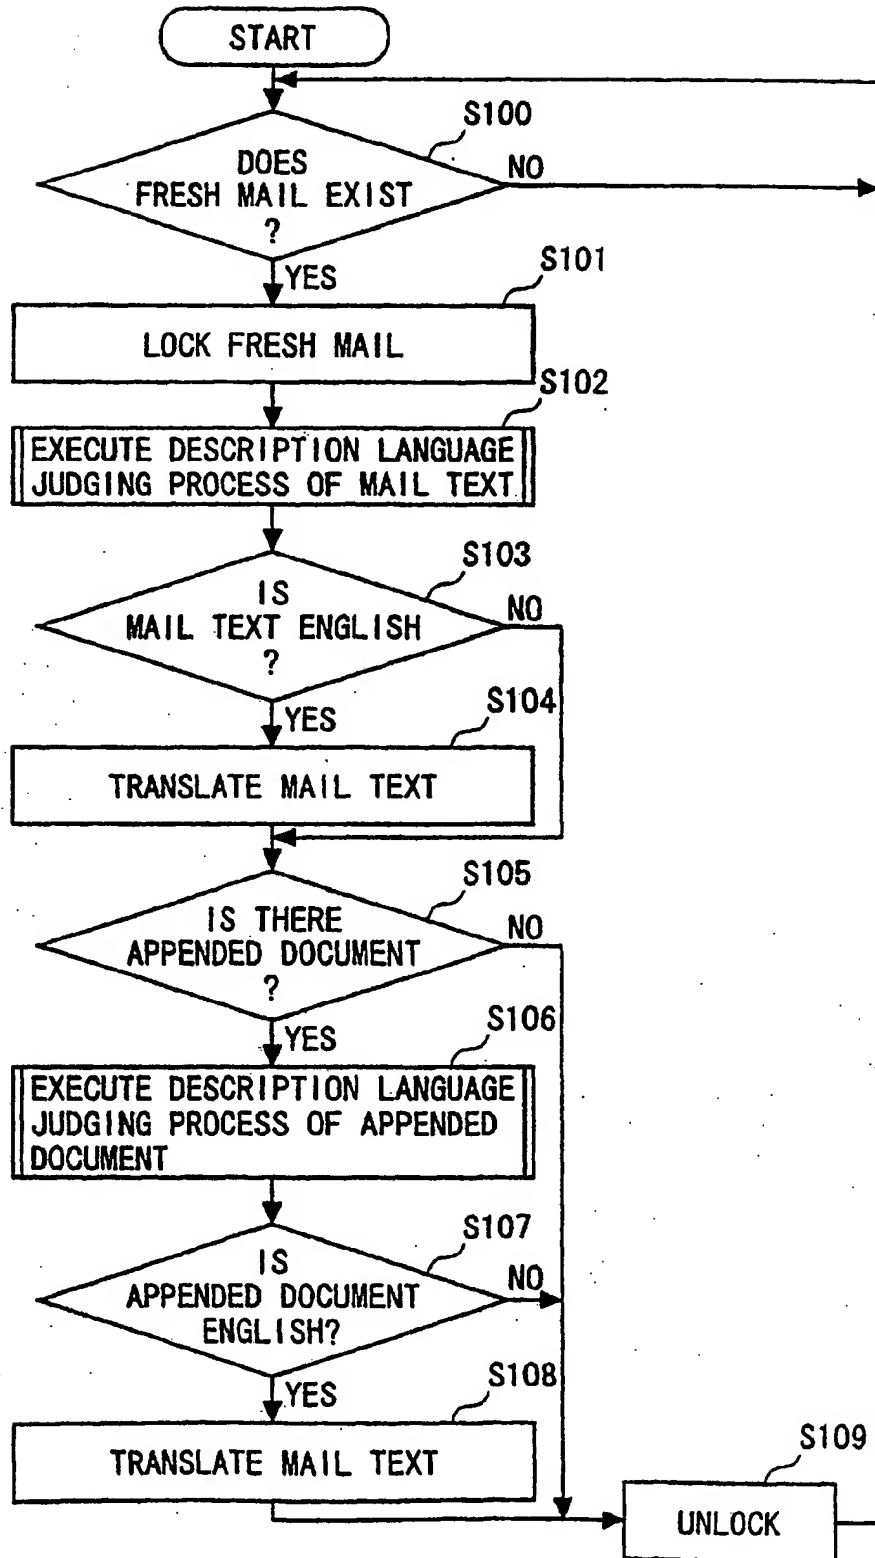 START
S100
DOES
FRESH MAIL EXIST
?
NO
YES
S101
LOCK FRESH MAIL
S102
EXECUTE DESCRIPTION LANGUAGE
JUDGING PROCESS OF MAIL TEXT
S103
IS
MAIL TEXT ENGLISH
?
NO
YES
S104
TRANSLATE MAIL TEXT
S105
IS THERE
APPENDED DOCUMENT
?
NO
YES
S106
EXECUTE DESCRIPTION LANGUAGE
JUDGING PROCESS OF APPENDED
DOCUMENT
S107
IS
APPENDED DOCUMENT
ENGLISH?
NO
YES
S108
TRANSLATE MAIL TEXT
S109
UNLOCK